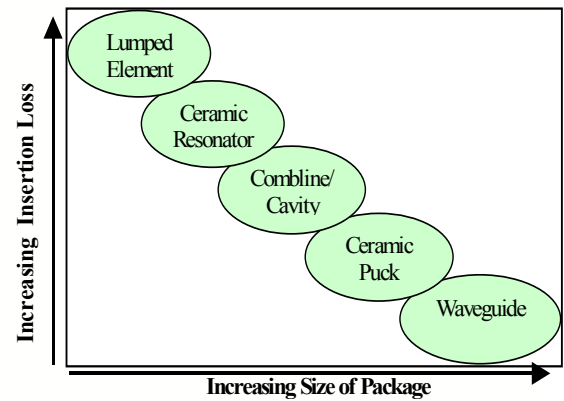 Lumped
Element
Ceramic
Resonator
Combline/
Cavity
Ceramic
Puck
Waveguide
Increasing Insertion Loss
Increasing Size of Package